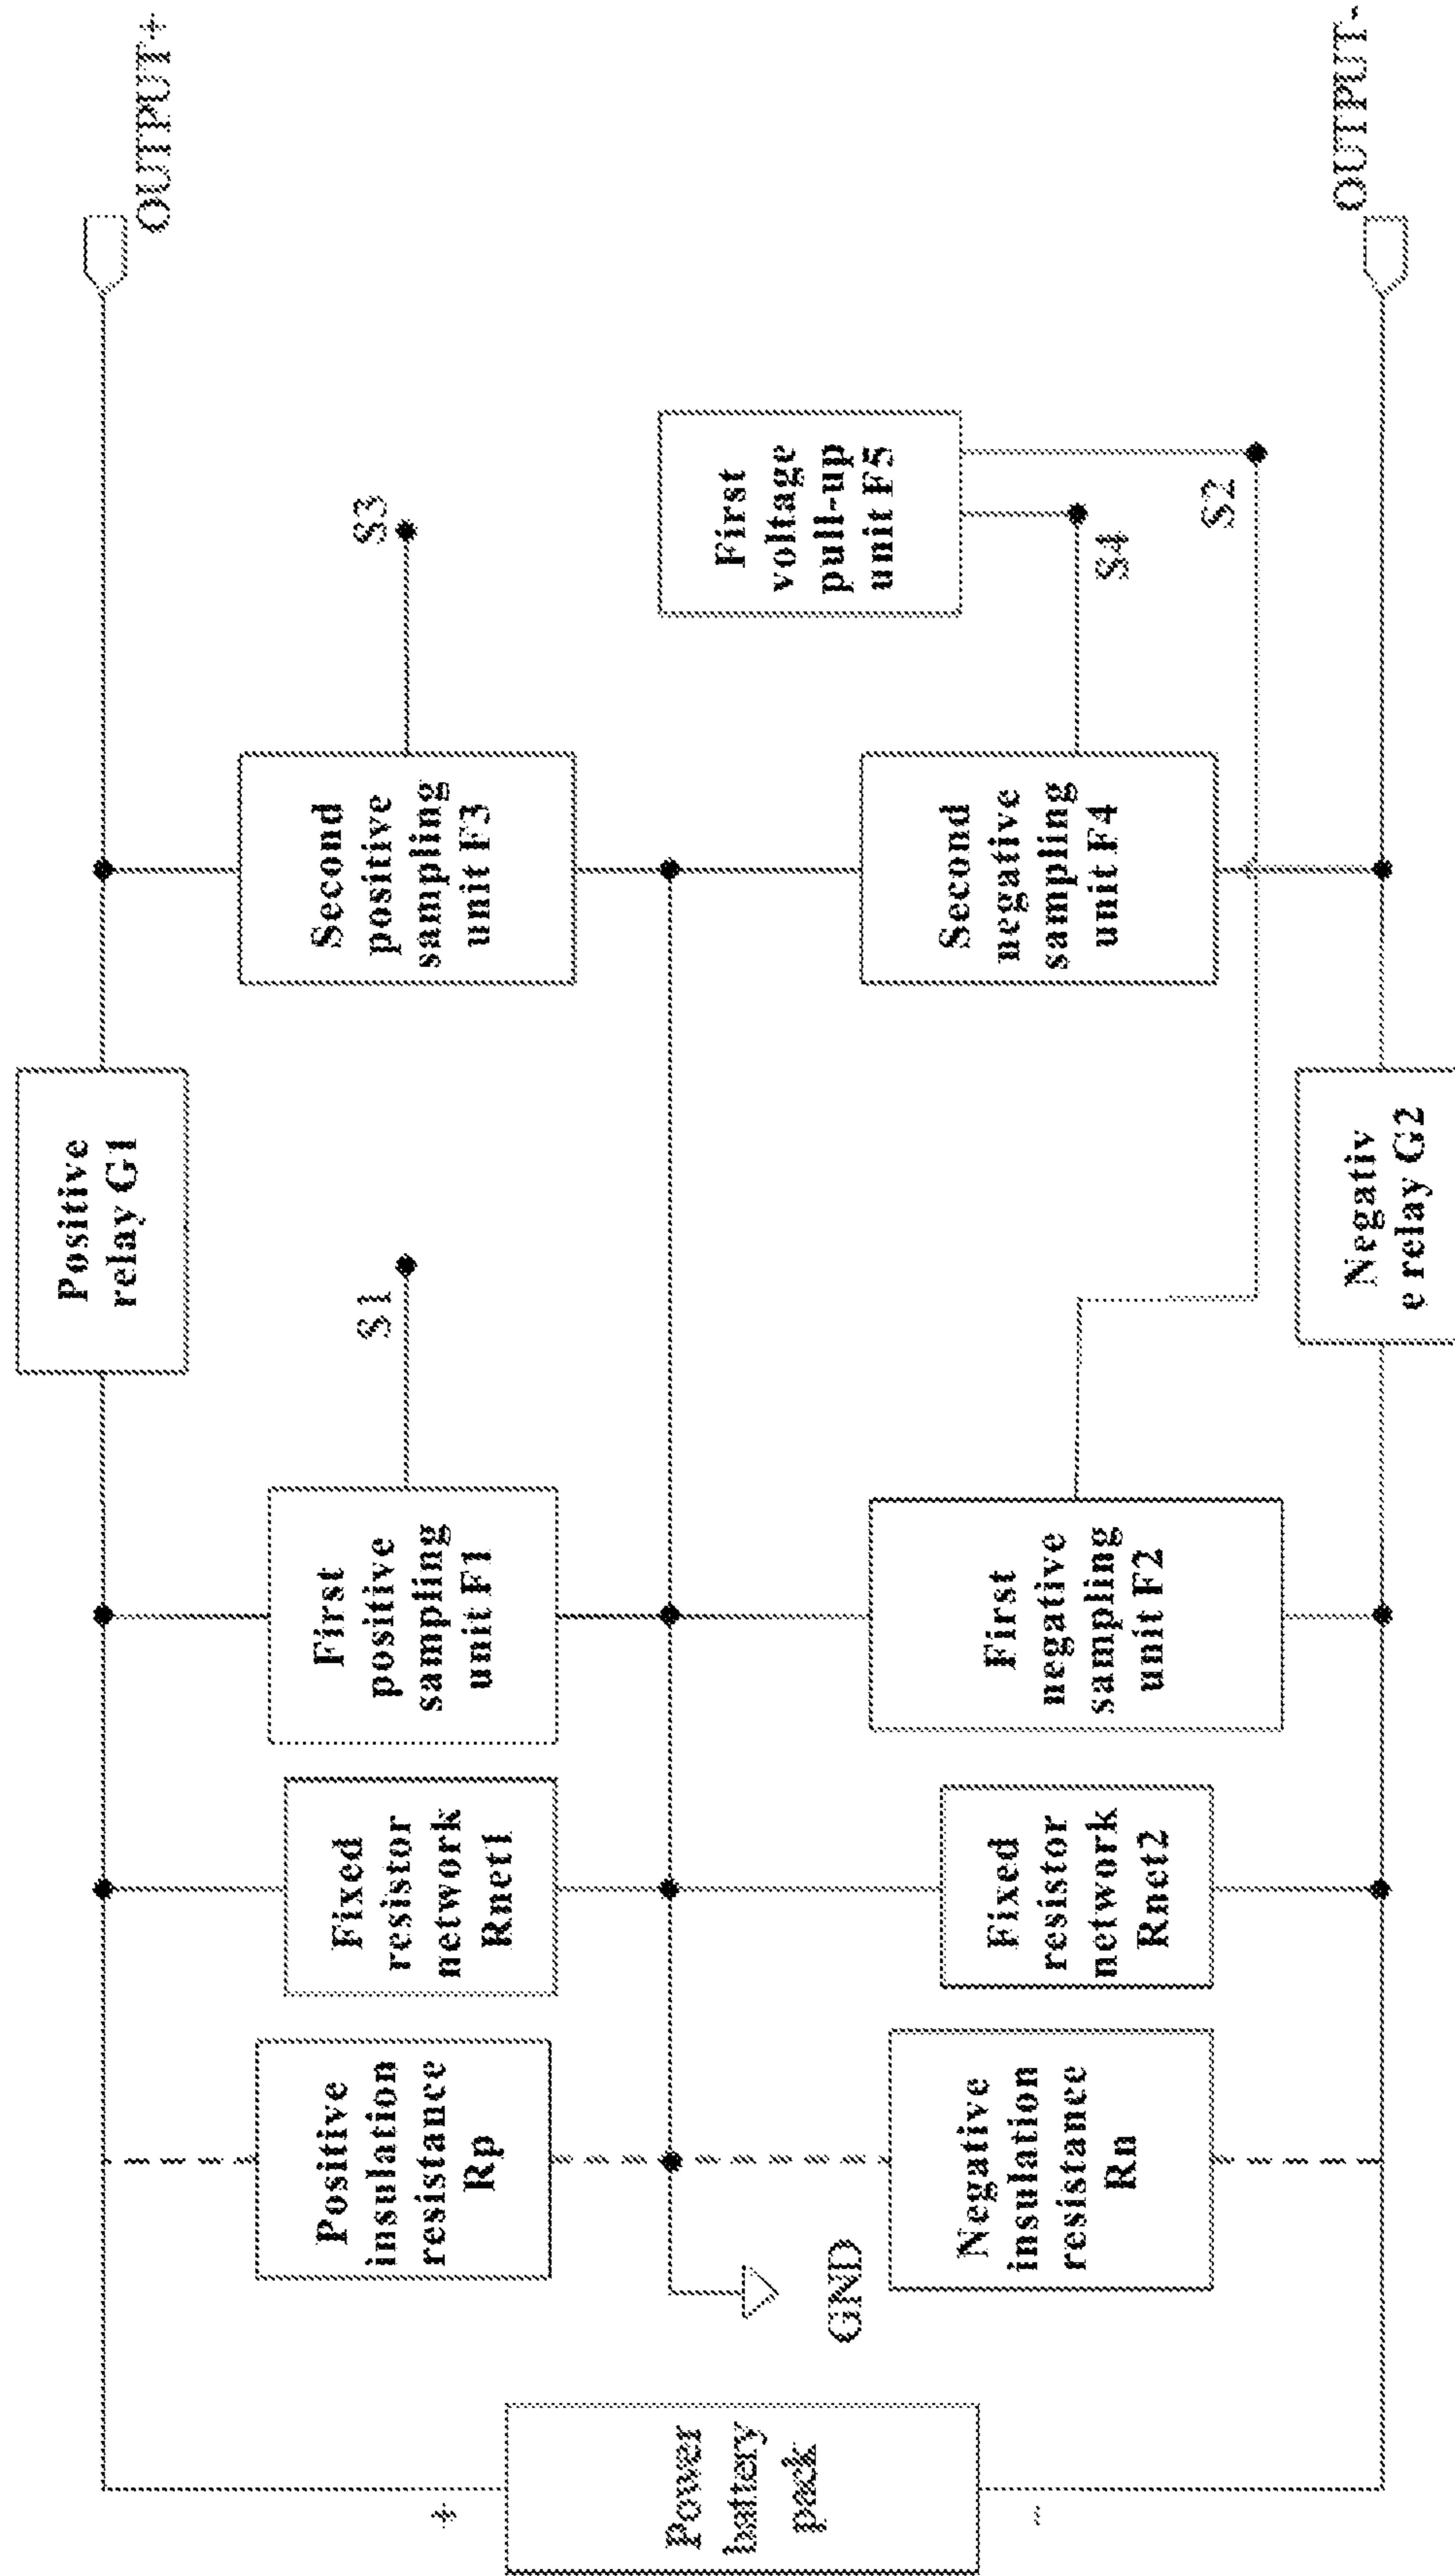 OUTPUT+
Positive
relay G1
S1
S3
Positive
insulation
resistance
Rp
Fixed
resistor
network
Rnet1
First
positive
sampling
unit F1
Second
positive
sampling
unit F3
+
Power
battery
pack
-
GND
First
voltage
pull-up
unit F5
Negative
insulation
resistance
Rn
Fixed
resistor
network
Rnet2
First
negative
sampling
unit F2
Second
negative
sampling
unit F4
S4
S2
Negativ
e relay G2
OUTPUT-